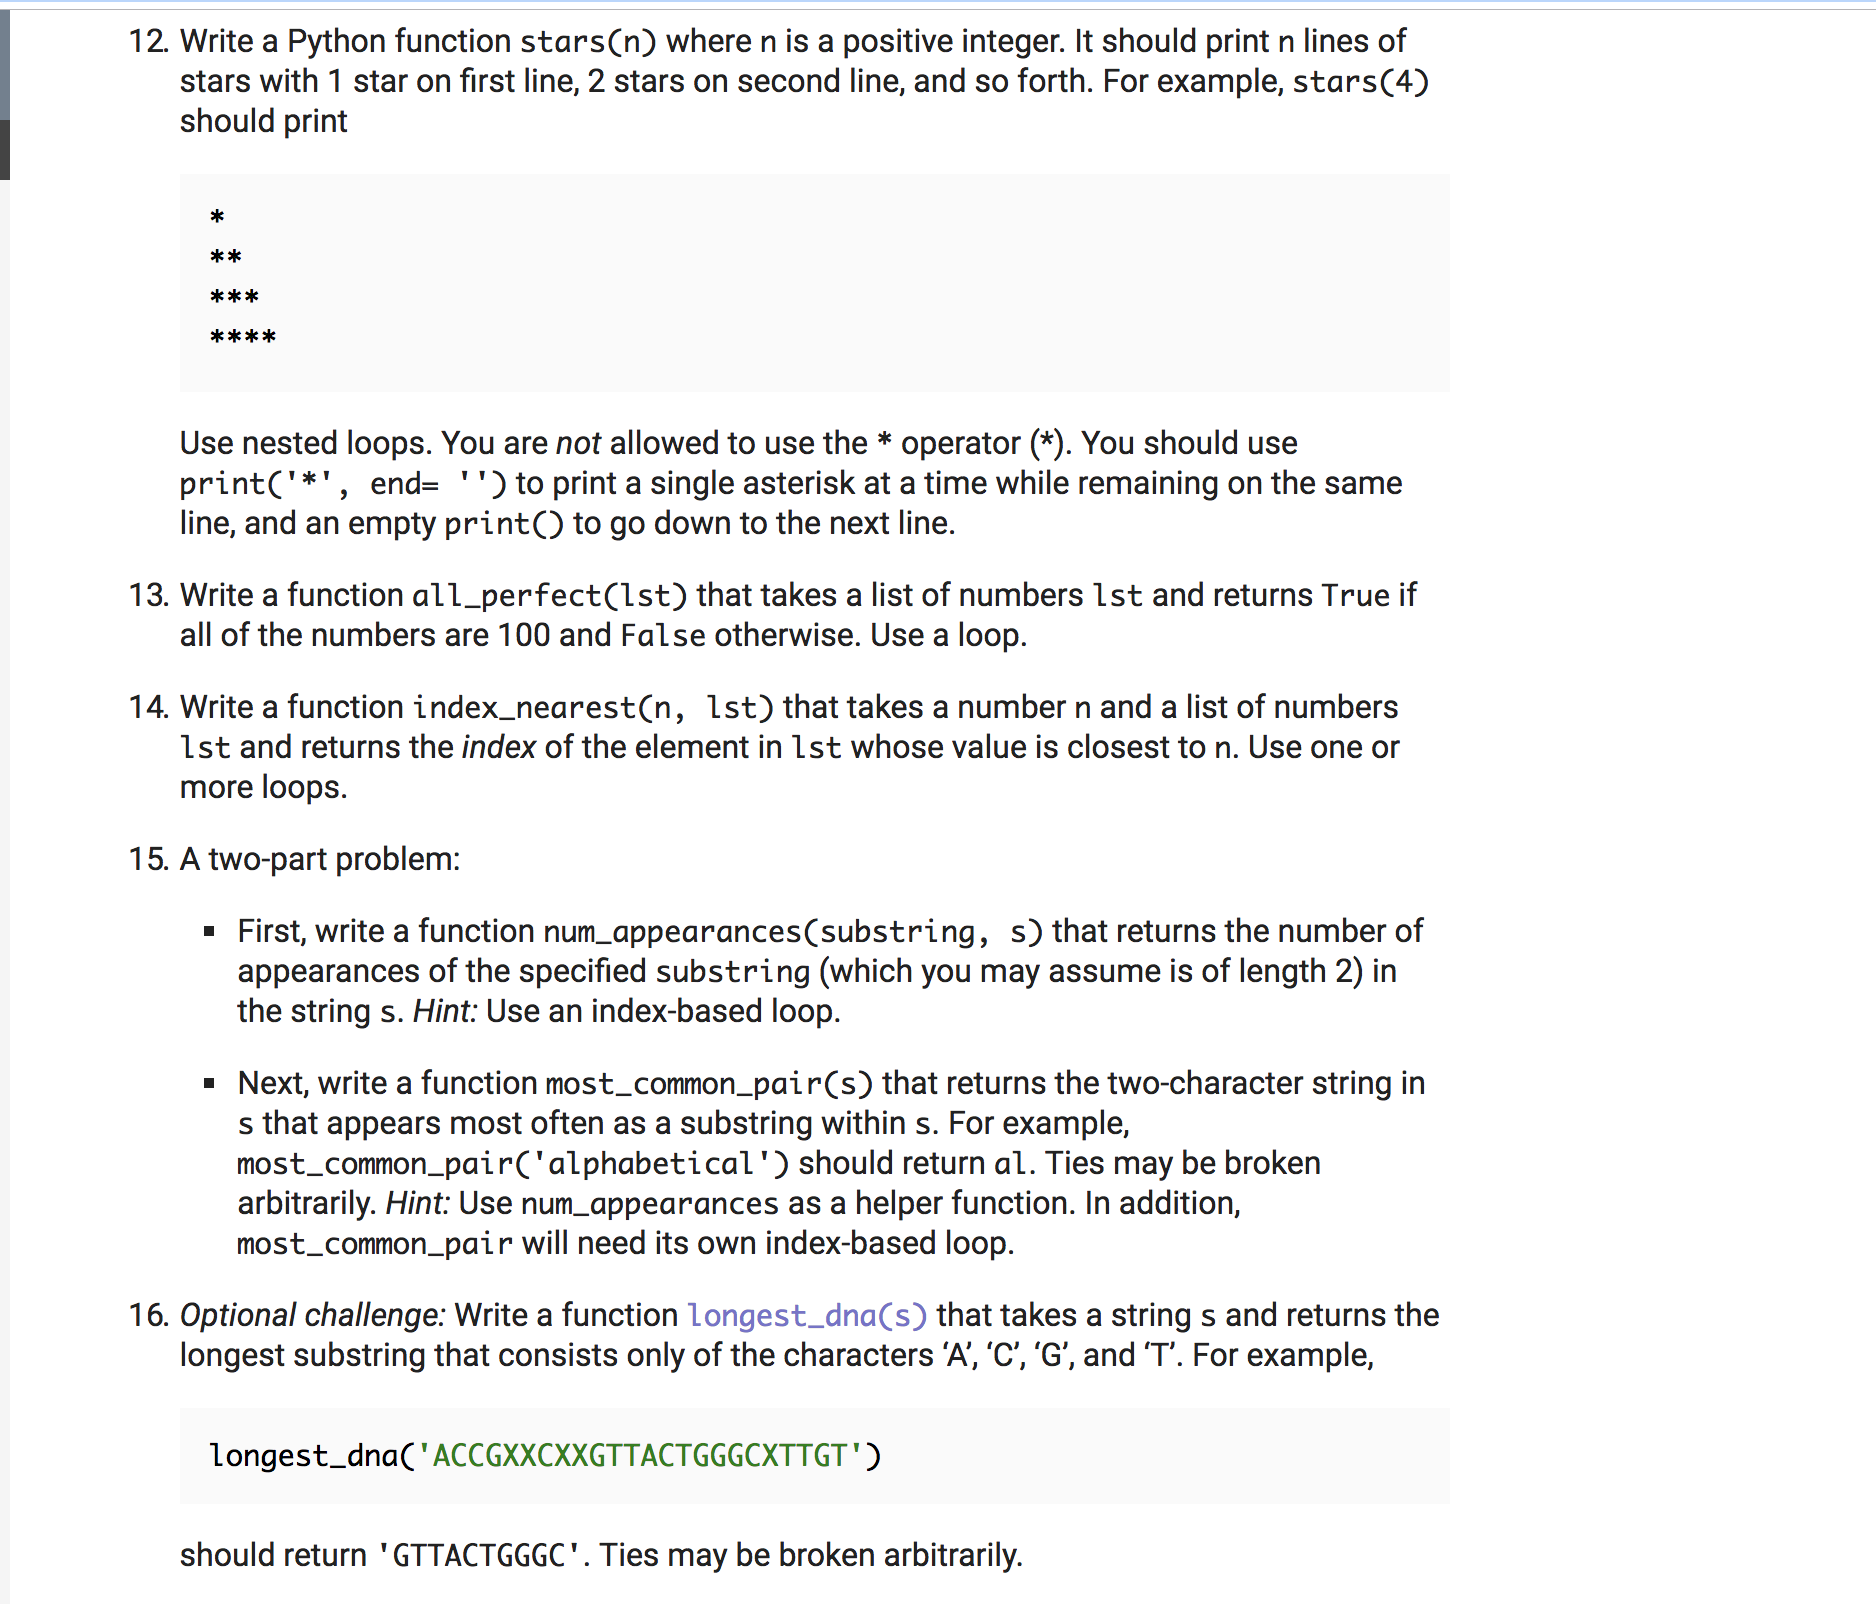 12. Write a Python function stars(n) where n is a positive integer. It should print n lines of
stars with 1 star on first line, 2 stars on second line, and so forth. For example, stars(4)
should print
*
**
***
****
Use nested loops. You are not allowed to use the * operator (*). You should use
print('*', end= '') to print a single asterisk at a time while remaining on the same
line, and an empty print() to go down to the next line.
13. Write a function all_perfect(lst) that takes a list of numbers lst and returns True if
all of the numbers are 100 and False otherwise. Use a loop.
14. Write a function index_nearest(n, lst) that takes a number n and a list of numbers
lst and returns the index of the element in lst whose value is closest to n. Use one or
more loops.
15. A two-part problem:
▪ First, write a function num_appearances(substring, s) that returns the number of
appearances of the specified substring (which you may assume is of length 2) in
the string s. Hint: Use an index-based loop.
▪ Next, write a function most_common_pair(s) that returns the two-character string in
s that appears most often as a substring within s. For example,
most_common_pair('alphabetical') should return al. Ties may be broken
arbitrarily. Hint: Use num_appearances as a helper function. In addition,
most_common_pair will need its own index-based loop.
16. Optional challenge: Write a function longest_dna(s) that takes a string s and returns the
longest substring that consists only of the characters ‘A’, ‘C’, ‘G’, and ‘T’. For example,
longest_dna('ACCGXXCXXGTTACTGGGCXTTGT')
should return 'GTTACTGGGC'. Ties may be broken arbitrarily.